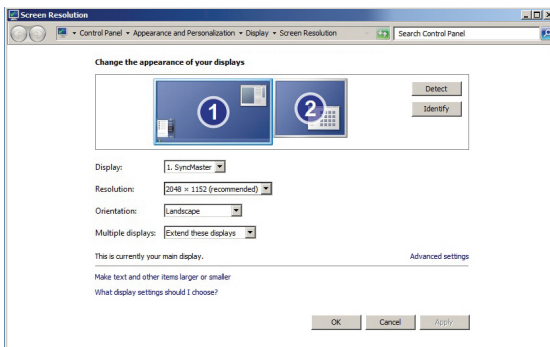 Screen Resolution
Control Panel Appearance and Personalization Display Screen Resolution Search Control Panel
Change the appearance of your displays
1 2
Detect
Identify
Display: 1. SyncMaster
Resolution: 2048 × 1152 (recommended)
Orientation: Landscape
Multiple displays: Extend these displays
This is currently your main display. Advanced settings
Make text and other items larger or smaller
What display settings should I choose?
OK Cancel Apply